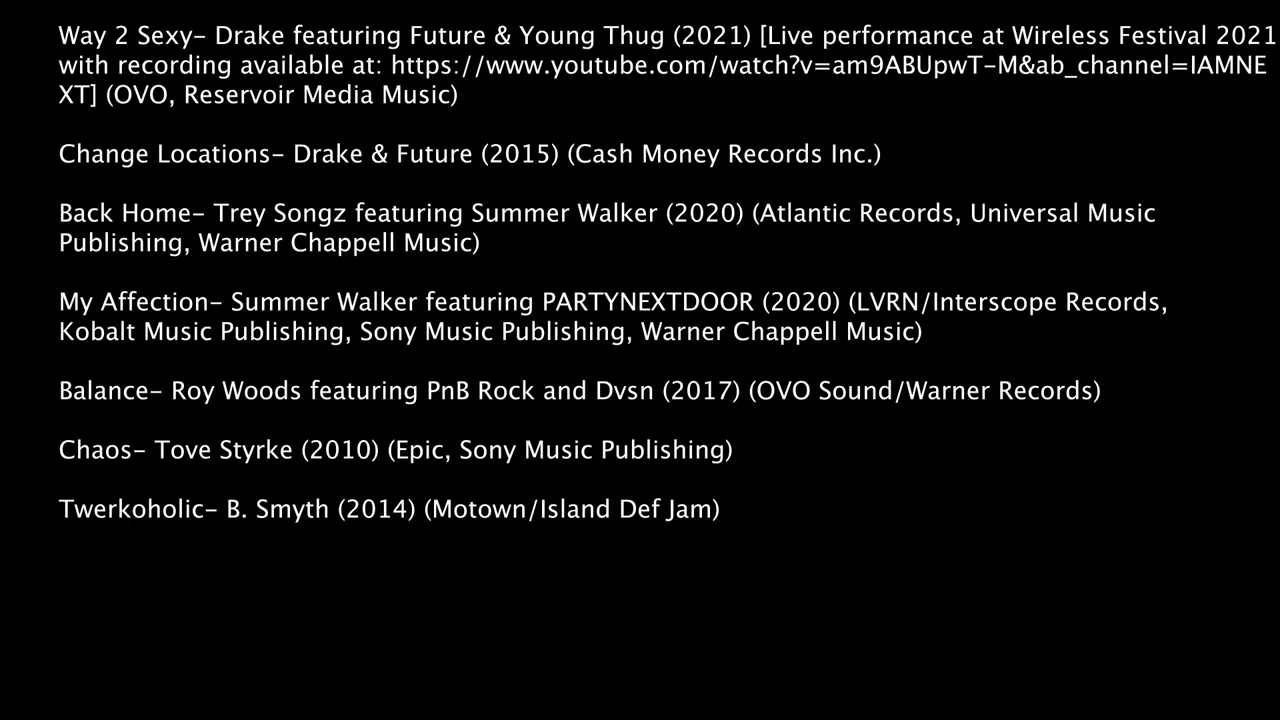 Way 2 Sexy- Drake featuring Future & Young Thug (2021) [Live performance at Wireless Festival 2021
with recording available at: https://www.youtube.com/watch?v=am9ABUpwT-M&ab_channel=IAMNE
XT] (OVO, Reservoir Media Music)
Change Locations- Drake & Future (2015) (Cash Money Records Inc.)
Back Home- Trey Songz featuring Summer Walker (2020) (Atlantic Records, Universal Music
Publishing, Warner Chappell Music)
My Affection- Summer Walker featuring PARTYNEXTDOOR (2020) (LVRN/Interscope Records,
Kobalt Music Publishing, Sony Music Publishing, Warner Chappell Music)
Balance- Roy Woods featuring PnB Rock and Dvsn (2017) (OVO Sound/Warner Records)
Chaos- Tove Styrke (2010) (Epic, Sony Music Publishing)
Twerkoholic- B. Smyth (2014) (Motown/Island Def Jam)